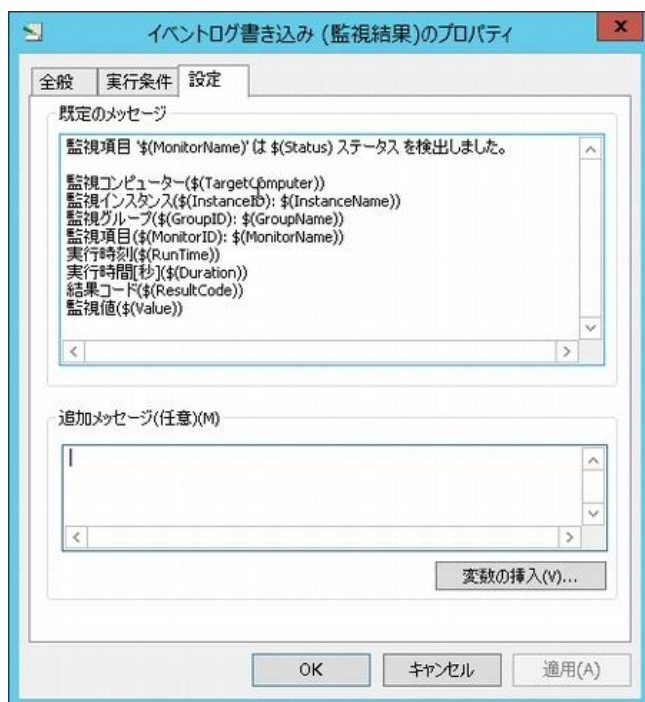 イベントログ書き込み (監視結果)のプロパティ
x
全般 実行条件 設定
既定のメッセージ
監視項目 '$(MonitorName)' は $(Status) ステータス を検出しました。
監視コンピューター($(TargetComputer))
監視インスタンス($(InstanceID): $(InstanceName))
監視グループ($(GroupID): $(GroupName))
監視項目($(MonitorID): $(MonitorName))
実行時刻($(RunTime))
実行時間[秒]($(Duration))
結果コード($(ResultCode))
監視値($(Value))
追加メッセージ(任意)(M)
変数の挿入(V)...
OK キャンセル 適用(A)